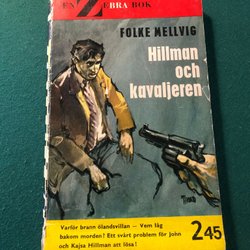 EN ZEBRA BOK
FOLKE MELLVIG
Hillman
och
kavaljeren
Varför brann ölandsvillan — Vem låg
bakom morden? Ett svårt problem för John
och Kajsa Hillman att lösa!
2 45